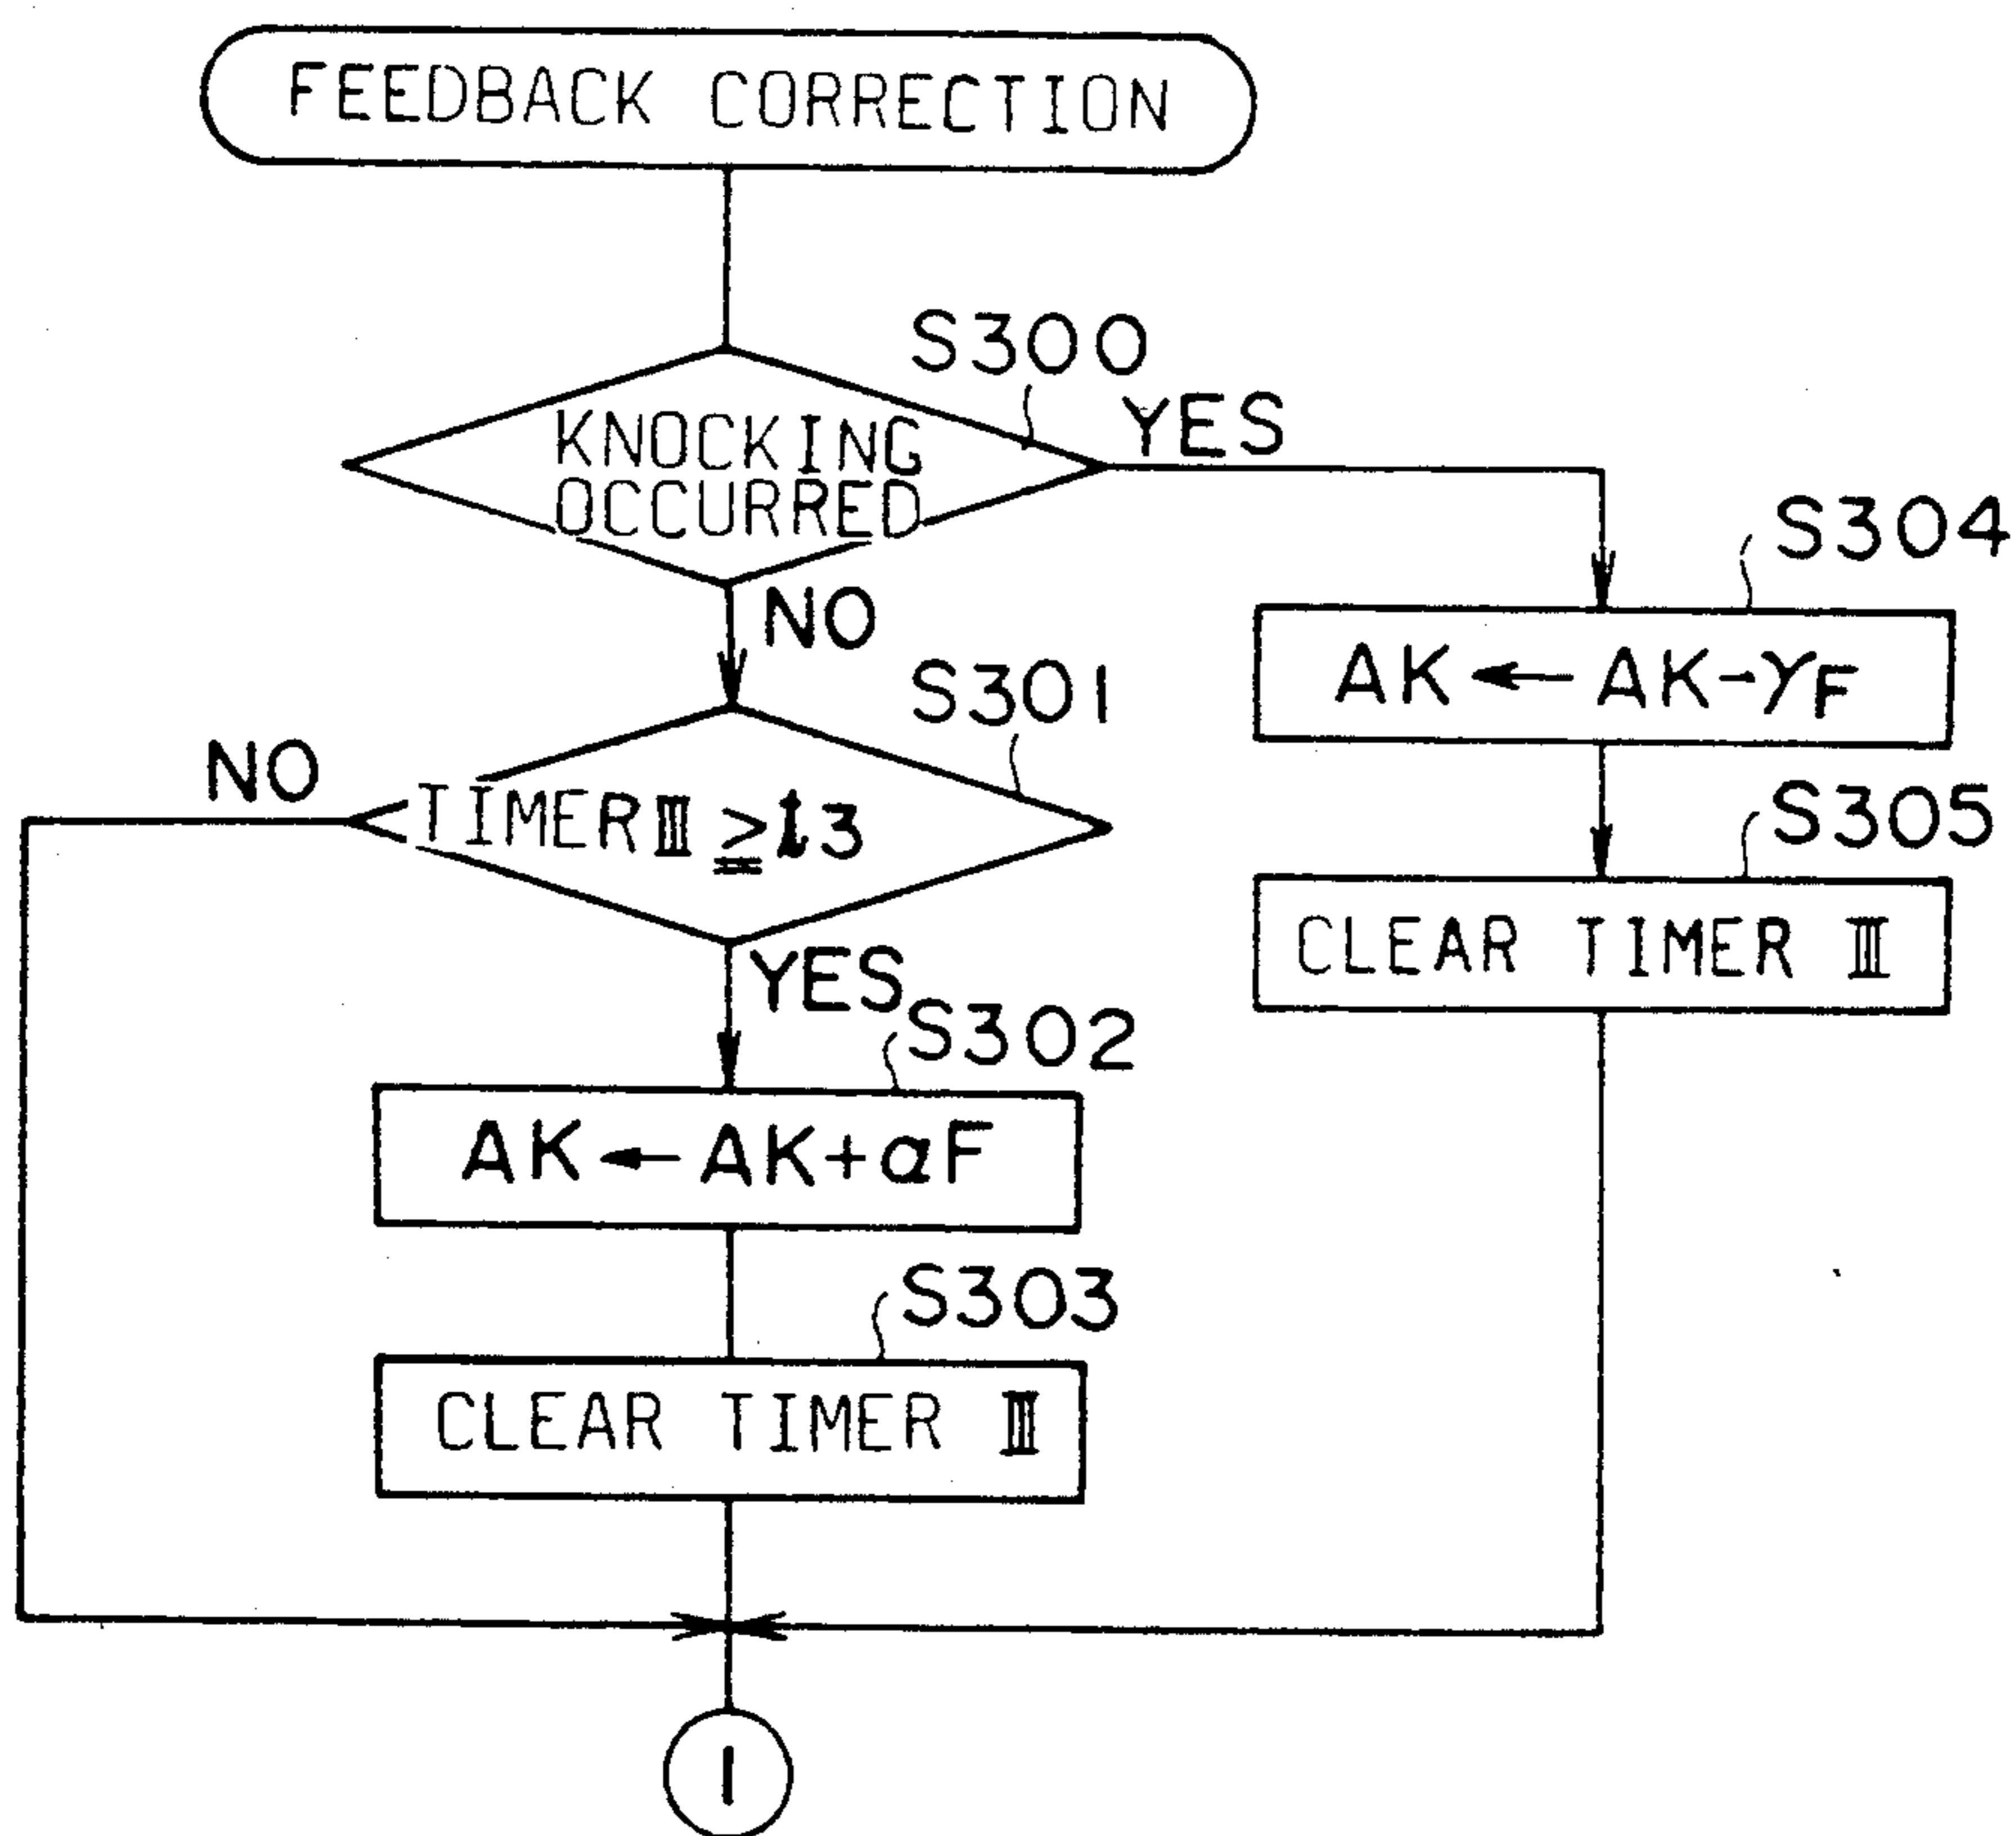 FEEDBACK CORRECTION
S300
KNOCKING
OCCURRED
YES
NO
S304
AK ← AK-γF
S301
NO
TIMER Ⅲ ≧ t3
S305
CLEAR TIMER Ⅲ
YES
S302
AK ← AK+αF
S303
CLEAR TIMER Ⅲ
1